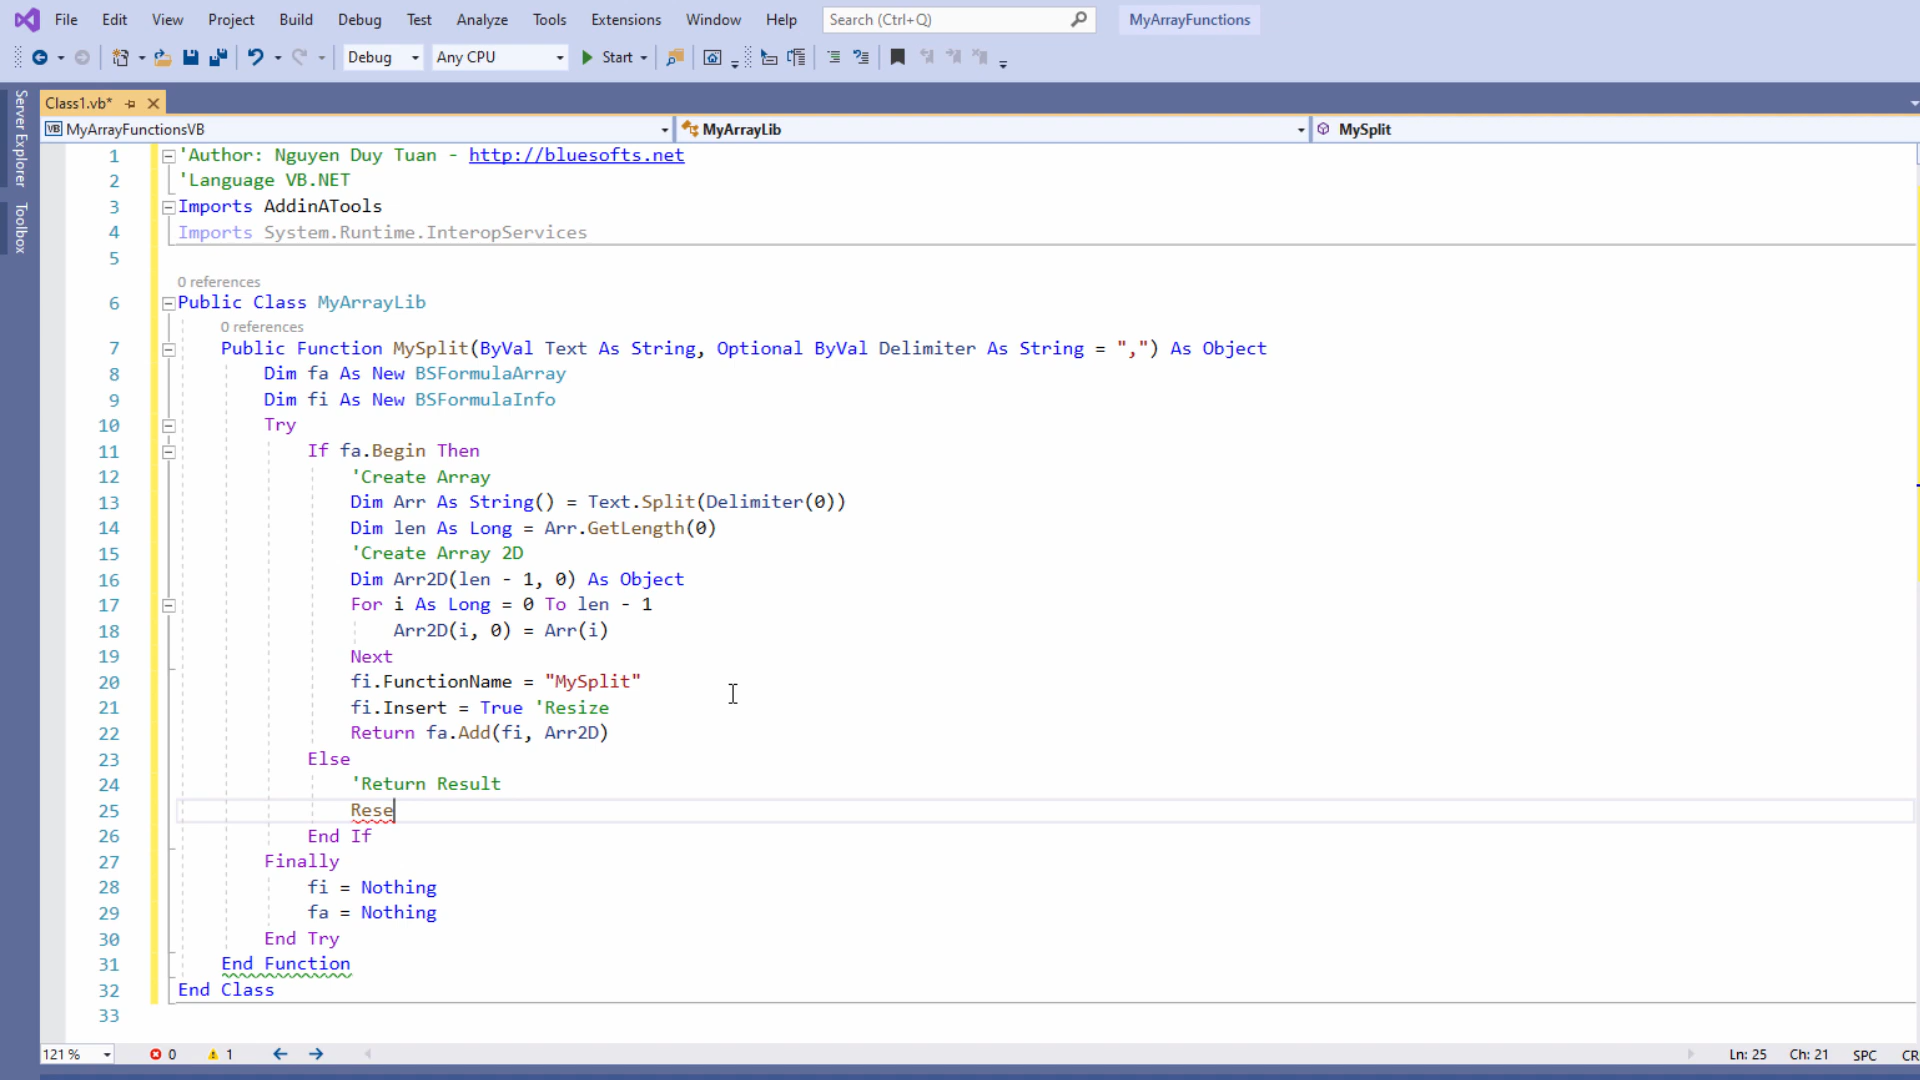 File Edit View Project Build Debug Test Analyze Tools Extensions Window Help Search (Ctrl+Q) MyArrayFunctions
Debug Any CPU Start
Server Explorer
Toolbox
Class1.vb*
VB MyArrayFunctionsVB MyArrayLib MySplit
1 'Author: Nguyen Duy Tuan - http://bluesofts.net
2 'Language VB.NET
3 Imports AddinATools
4 Imports System.Runtime.InteropServices
5
0 references
6 Public Class MyArrayLib
0 references
7 Public Function MySplit(ByVal Text As String, Optional ByVal Delimiter As String = ",") As Object
8 Dim fa As New BSFormulaArray
9 Dim fi As New BSFormulaInfo
10 Try
11 If fa.Begin Then
12 'Create Array
13 Dim Arr As String() = Text.Split(Delimiter(0))
14 Dim len As Long = Arr.GetLength(0)
15 'Create Array 2D
16 Dim Arr2D(len - 1, 0) As Object
17 For i As Long = 0 To len - 1
18 Arr2D(i, 0) = Arr(i)
19 Next
20 fi.FunctionName = "MySplit"
21 fi.Insert = True 'Resize
22 Return fa.Add(fi, Arr2D)
23 Else
24 'Return Result
25 Rese
26 End If
27 Finally
28 fi = Nothing
29 fa = Nothing
30 End Try
31 End Function
32 End Class
33
121 % 0 1 Ln: 25 Ch: 21 SPC CR